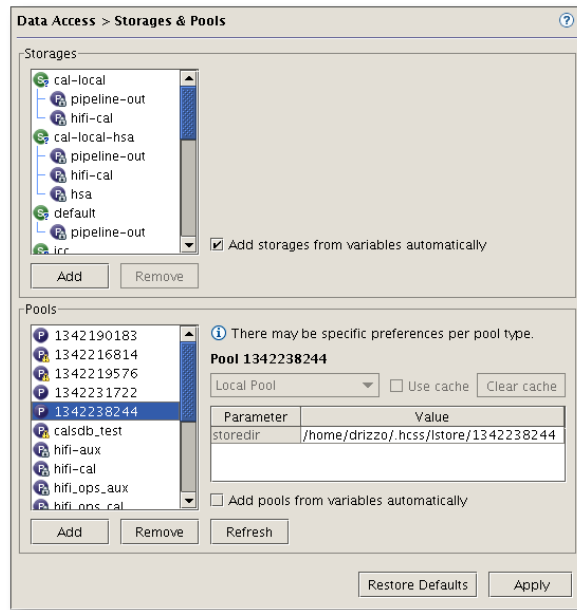 Data Access > Storages & Pools
Storages
cal-local
pipeline-out
hifi-cal
cal-local-hsa
pipeline-out
hifi-cal
hsa
default
pipeline-out
icc
Add storages from variables automatically
Add Remove
Pools
1342190183
1342216814
1342219576
1342231722
1342238244
calsdb_test
hifi-aux
hifi-cal
hifi_ops_aux
hifi_ops_cal
There may be specific preferences per pool type.
Pool 1342238244
Local Pool Use cache Clear cache
Parameter Value
storedir /home/drizzo/.hcss/lstore/1342238244
Add pools from variables automatically
Add Remove Refresh
Restore Defaults Apply